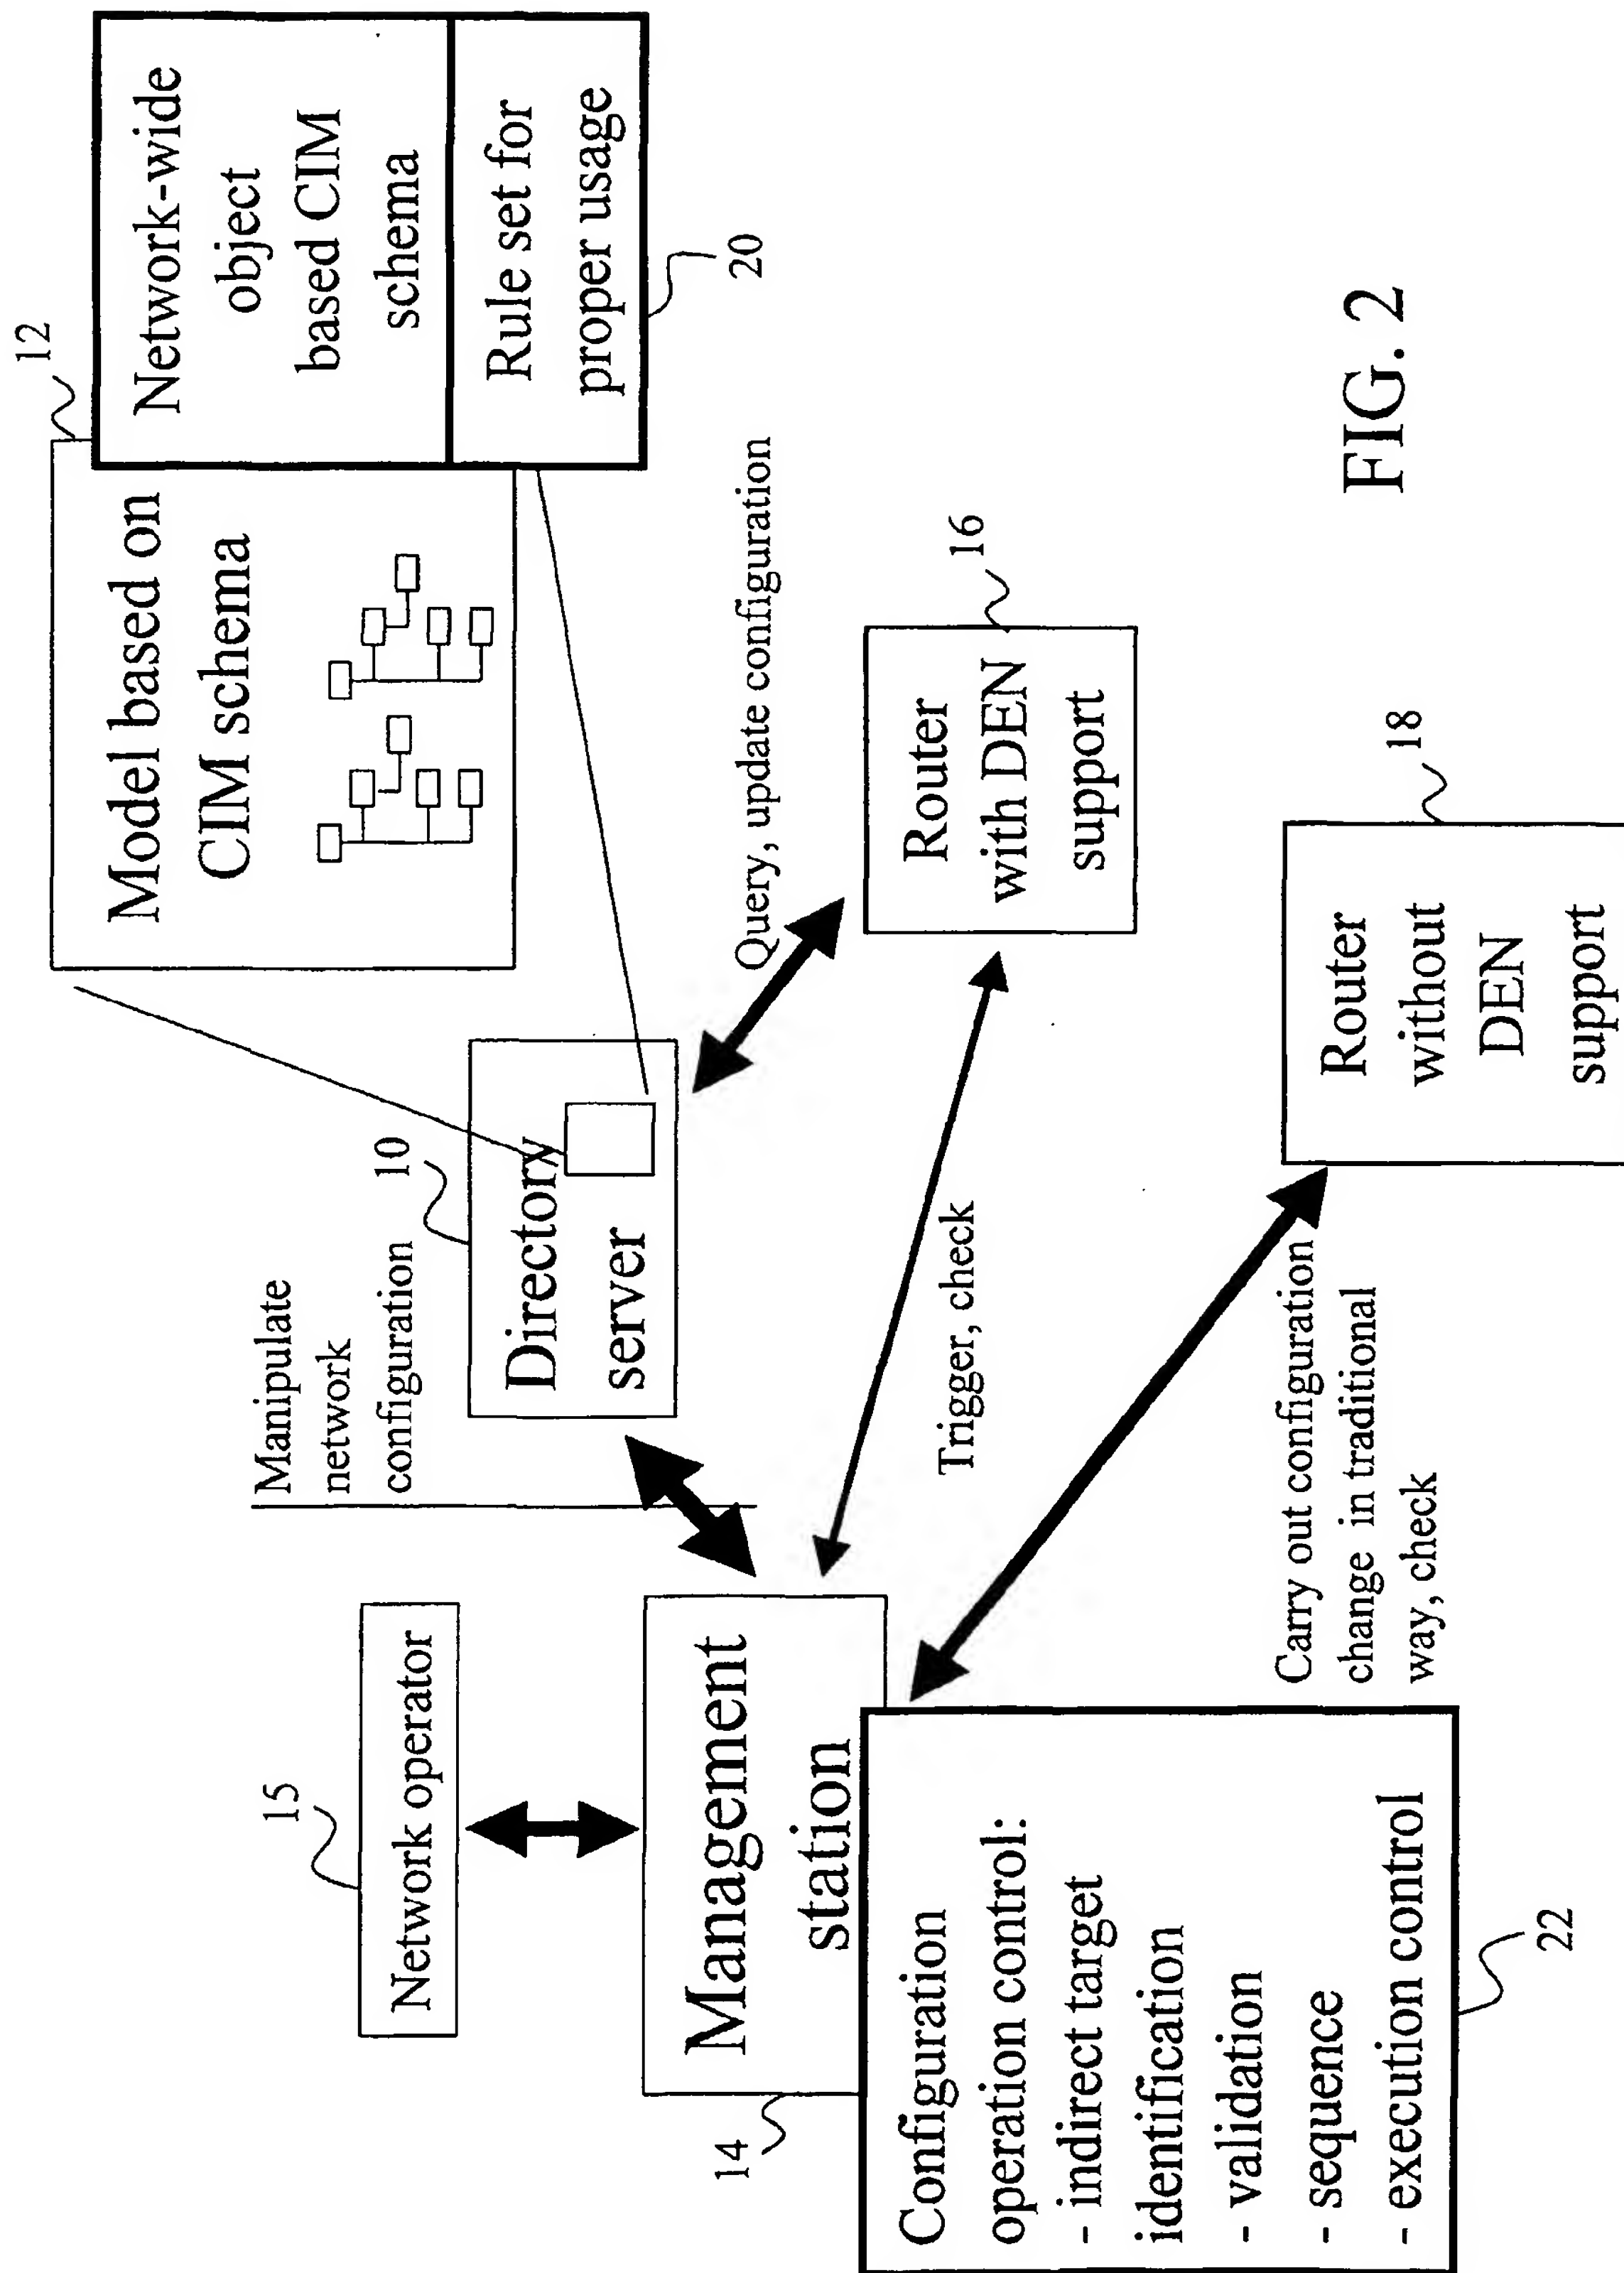 15
Network operator
Manipulate
network
configuration
12
Model based on
CIM schema
Network-wide
object
based CIM
schema
Rule set for
proper usage
20
10
Directory
server
14
Management
station
Query, update configuration
Trigger, check
16
Router
with DEN
support
Configuration
operation control:
- indirect target
identification
- validation
- sequence
- execution control
22
Carry out configuration
change in traditional
way, check
18
Router
without
DEN
support
FIG. 2